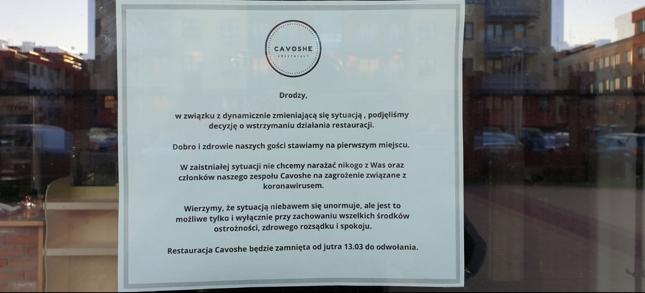 CAVOSHE
Drodzy,
w związku z dynamicznie zmieniającą się sytuacją , podjęliśmy
decyzję o wstrzymaniu działania restauracji.
Dobro i zdrowie naszych gości stawiamy na pierwszym miejscu.
W zaistniałej sytuacji nie chcemy narażać nikogo z Was oraz
członków naszego zespołu Cavoshe na zagrożenie związane z
koronawirusem.
Wierzymy, że sytuacją niebawem się unormuje, ale jest to
możliwe tylko i wyłącznie przy zachowaniu wszelkich środków
ostrożności, zdrowego rozsądku i spokoju.
Restauracja Cavoshe będzie zamnięta od jutra 13.03 do odwołania.